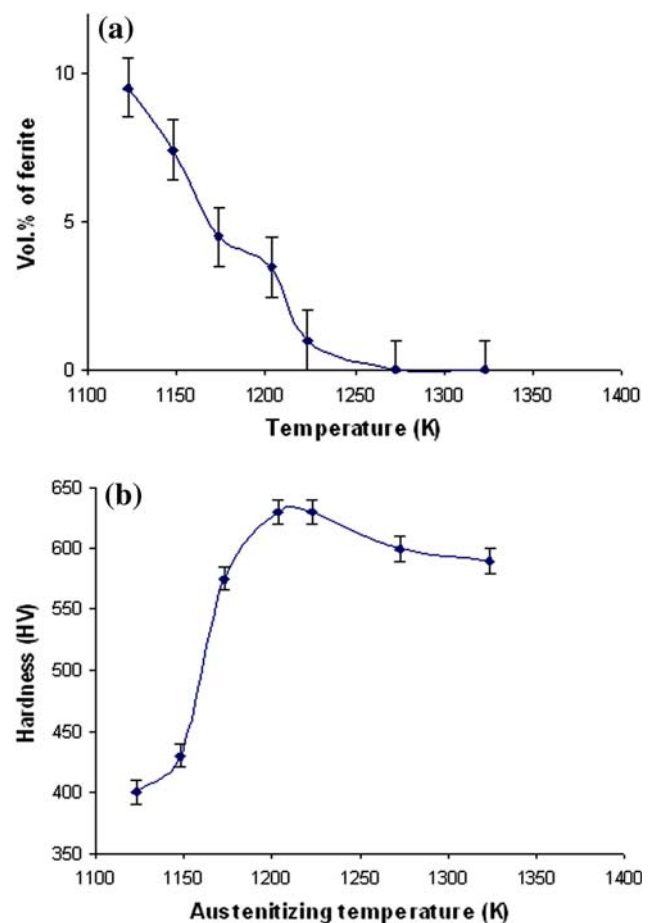 (a)
Vol.% of ferrite
10
5
0
1100 1150 1200 1250 1300 1350 1400
Temperature (K)
(b)
Hardness (HV)
650
600
550
500
450
400
350
1100 1150 1200 1250 1300 1350 1400
Austenitizing temperature (K)